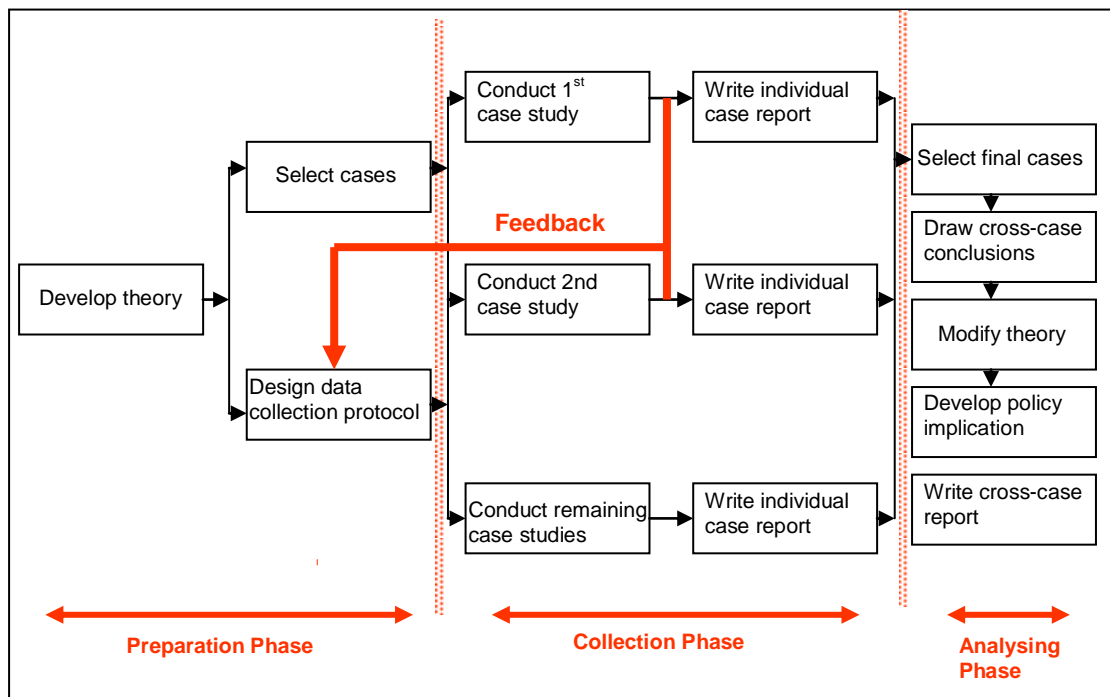 Develop theory
Select cases
Design data
collection protocol
Feedback
Conduct 1st
case study
Write individual
case report
Conduct 2nd
case study
Write individual
case report
Conduct remaining
case studies
Write individual
case report
Select final cases
Draw cross-case
conclusions
Modify theory
Develop policy
implication
Write cross-case
report
Preparation Phase
Collection Phase
Analysing
Phase